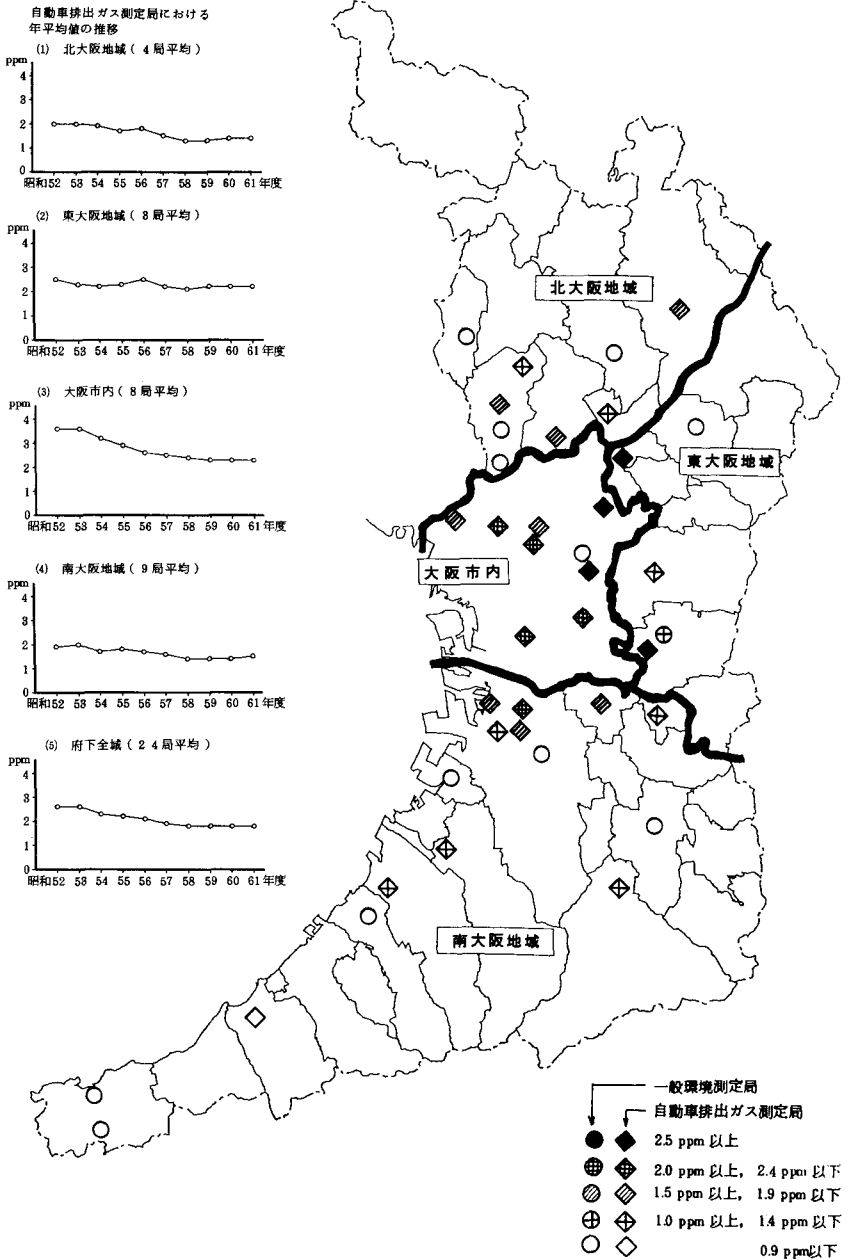 自動車排出ガス測定局における
年平均値の推移
(1) 北大阪地域(4局平均)
ppm
4
3
2
1
0
昭和52 53 54 55 56 57 58 59 60 61 年度
(2) 東大阪地域(8局平均)
ppm
4
3
2
1
0
昭和52 53 54 55 56 57 58 59 60 61 年度
(3) 大阪市内(8局平均)
ppm
4
3
2
1
0
昭和52 53 54 55 56 57 58 59 60 61 年度
(4) 南大阪地域(9局平均)
ppm
4
3
2
1
0
昭和52 53 54 55 56 57 58 59 60 61 年度
(5) 府下全域(24局平均)
ppm
4
3
2
1
0
昭和52 53 54 55 56 57 58 59 60 61 年度
北大阪地域
東大阪地域
大阪市内
南大阪地域
一般環境測定局
自動車排出ガス測定局
2.5 ppm 以上
2.0 ppm 以上, 2.4 ppm 以下
1.5 ppm 以上, 1.9 ppm 以下
1.0 ppm 以上, 1.4 ppm 以下
0.9 ppm以下